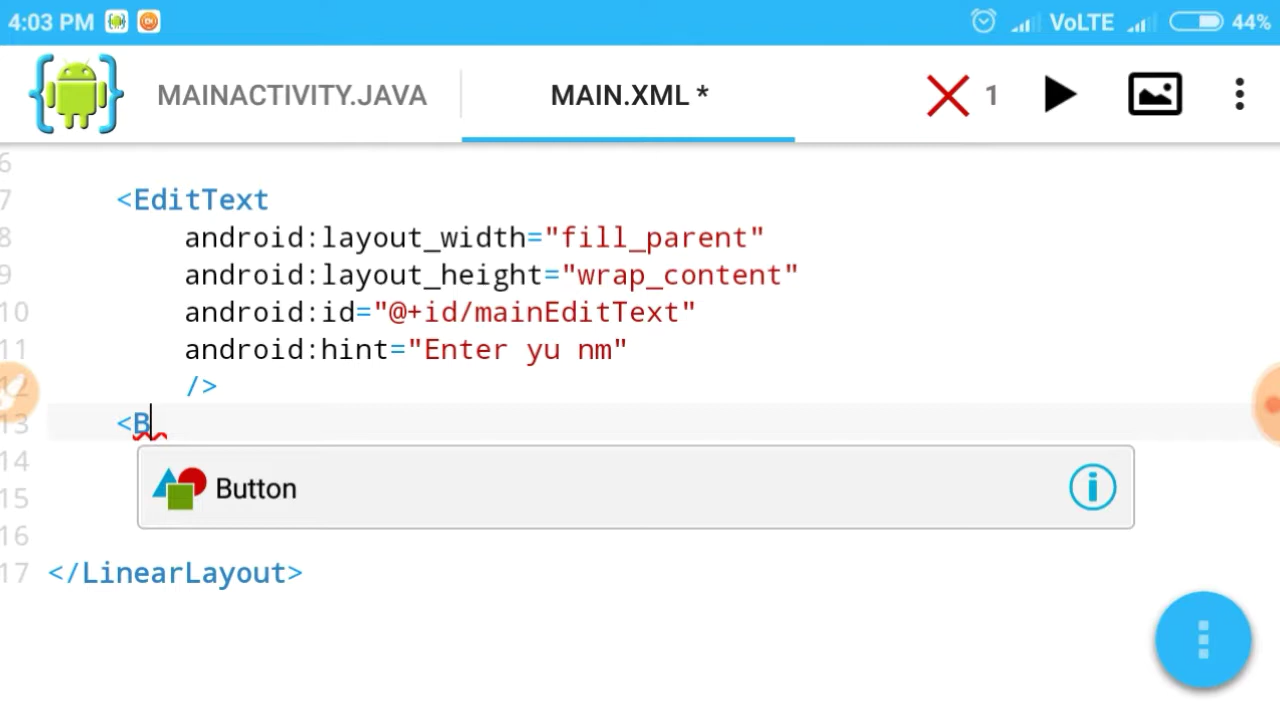 4:03 PM VoLTE 44%
MAINACTIVITY.JAVA MAIN.XML * 1
6
7 <EditText
8 android:layout_width="fill_parent"
9 android:layout_height="wrap_content"
10 android:id="@+id/mainEditText"
11 android:hint="Enter yu nm"
12 />
13 <B
Button
14
15
16
17 </LinearLayout>